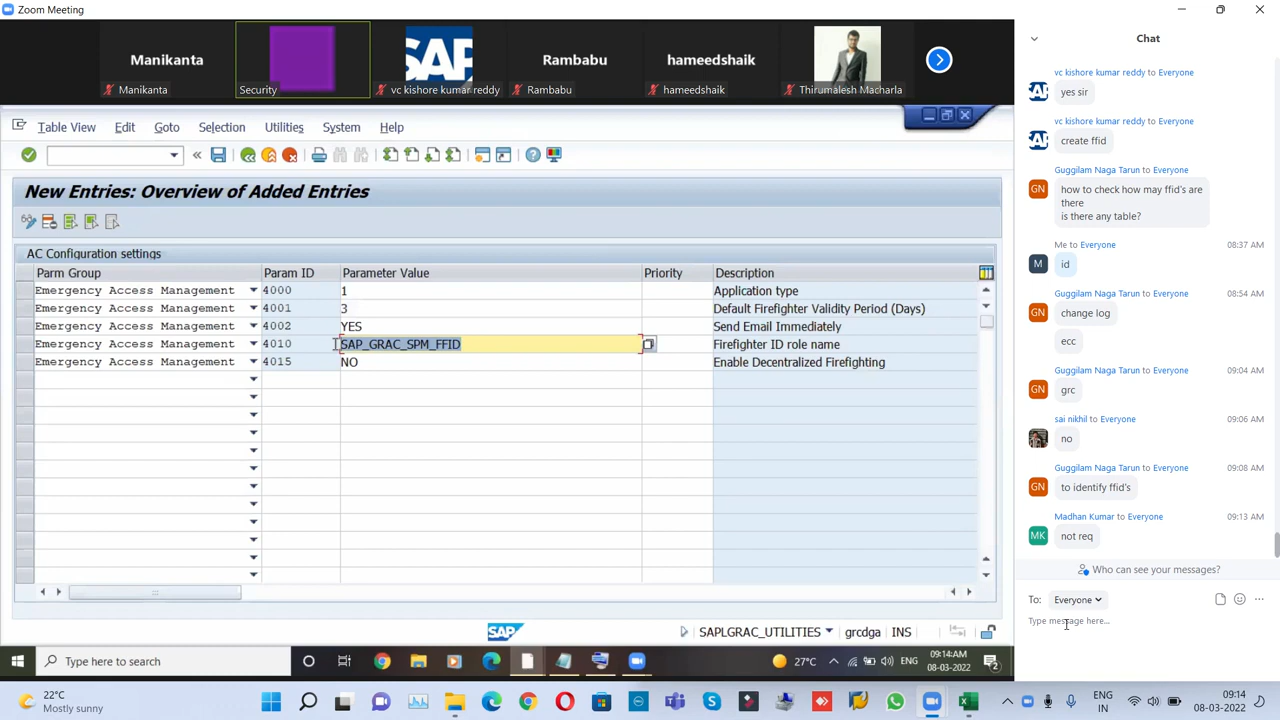 Zoom Meeting
Manikanta
Manikanta
Security
SAP
vc kishore kumar reddy
Rambabu
Rambabu
hameedshaik
hameedshaik
Thirumalesh Macharla
Table View Edit Goto Selection Utilities System Help
New Entries: Overview of Added Entries
AC Configuration settings
Parm Group Param ID Parameter Value Priority Description
Emergency Access Management 4000 1 Application type
Emergency Access Management 4001 3 Default Firefighter Validity Period (Days)
Emergency Access Management 4002 YES Send Email Immediately
Emergency Access Management 4010 SAP_GRAC_SPM_FFID Firefighter ID role name
Emergency Access Management 4015 NO Enable Decentralized Firefighting
SAP
SAPLGRAC_UTILITIES grcdga INS
Type here to search
27°C
ENG
09:14:AM
08-03-2022
2
Chat
vc kishore kumar reddy to Everyone
SAP
yes sir
vc kishore kumar reddy to Everyone
SAP
create ffid
Guggilam Naga Tarun to Everyone
GN
how to check how may ffid's are
there
is there any table?
Me to Everyone 08:37 AM
M
id
Guggilam Naga Tarun to Everyone 08:54 AM
GN
change log
ecc
Guggilam Naga Tarun to Everyone 09:04 AM
GN
grc
sai nikhil to Everyone 09:06 AM
no
Guggilam Naga Tarun to Everyone 09:08 AM
GN
to identify ffid's
Madhan Kumar to Everyone 09:13 AM
MK
not req
Who can see your messages?
To: Everyone
Type message here...
22°C
Mostly sunny
ENG
IN
09:14
08-03-2022